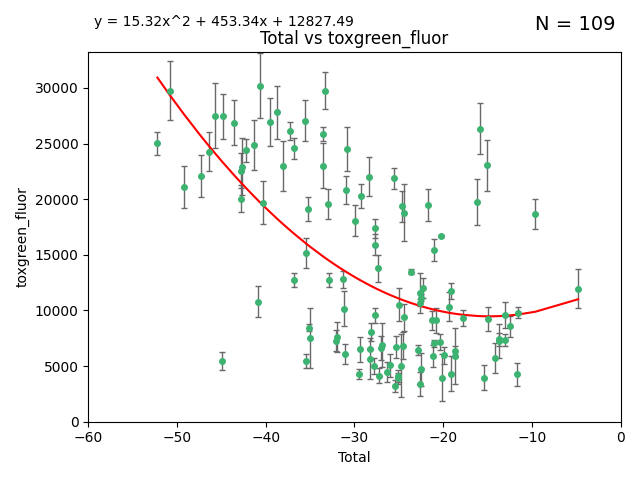 y = 15.32x^2 + 453.34x + 12827.49
N = 109
Total vs toxgreen_fluor
toxgreen_fluor
30000
25000
20000
15000
10000
5000
0
−60
−50
−40
−30
−20
−10
0
Total